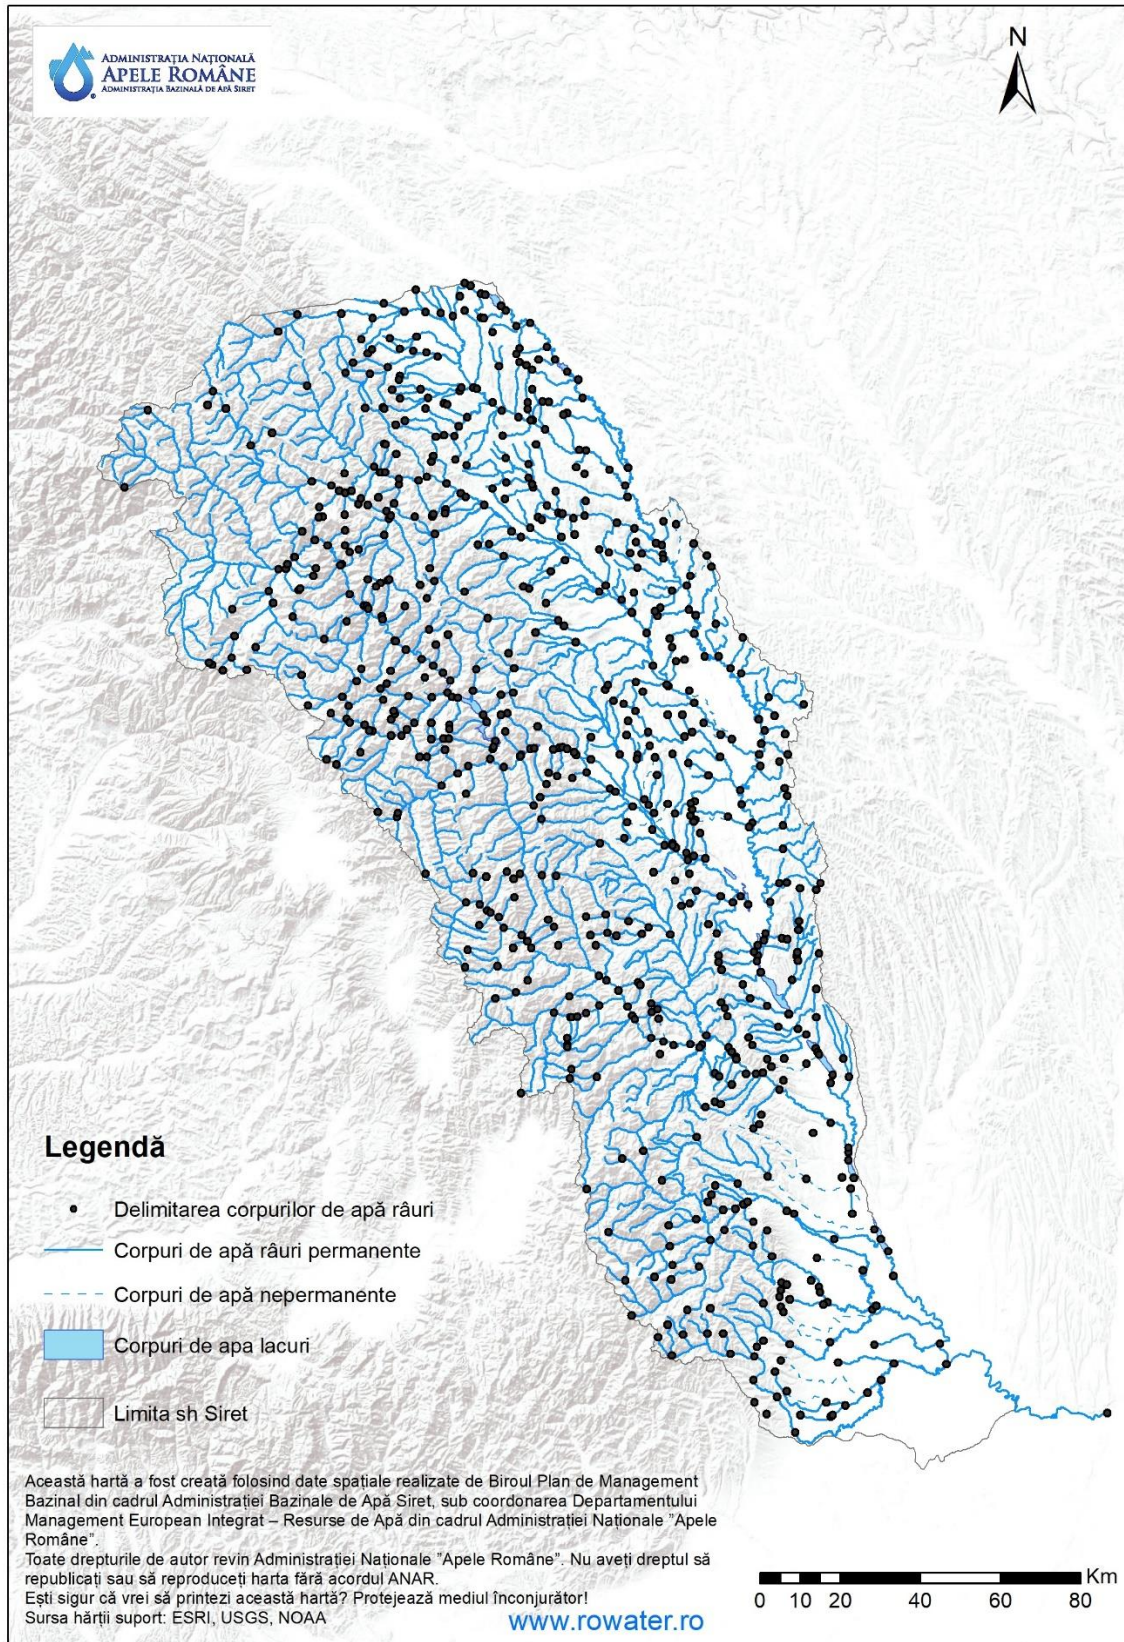 ADMINISTRAȚIA NAȚIONALĂ
APELE ROMÂNE
ADMINISTRAȚIA BAZINALĂ DE APĂ SIRET
N
Legendă
Delimitarea corpurilor de apă râuri
Corpuri de apă râuri permanente
Corpuri de apă nepermanente
Corpuri de apa lacuri
Limita sh Siret
Această hartă a fost creată folosind date spațiale realizate de Biroul Plan de Management
Bazinal din cadrul Administrației Bazinale de Apă Siret, sub coordonarea Departamentului
Management European Integrat – Resurse de Apă din cadrul Administrației Naționale "Apele
Române".
Toate drepturile de autor revin Administrației Naționale "Apele Române". Nu aveți dreptul să
republicați sau să reproduceți harta fără acordul ANAR.
Ești sigur că vrei să printezi această hartă? Protejează mediul înconjurător!
Sursa hărții suport: ESRI, USGS, NOAA
www.rowater.ro
Km
0 10 20 40 60 80